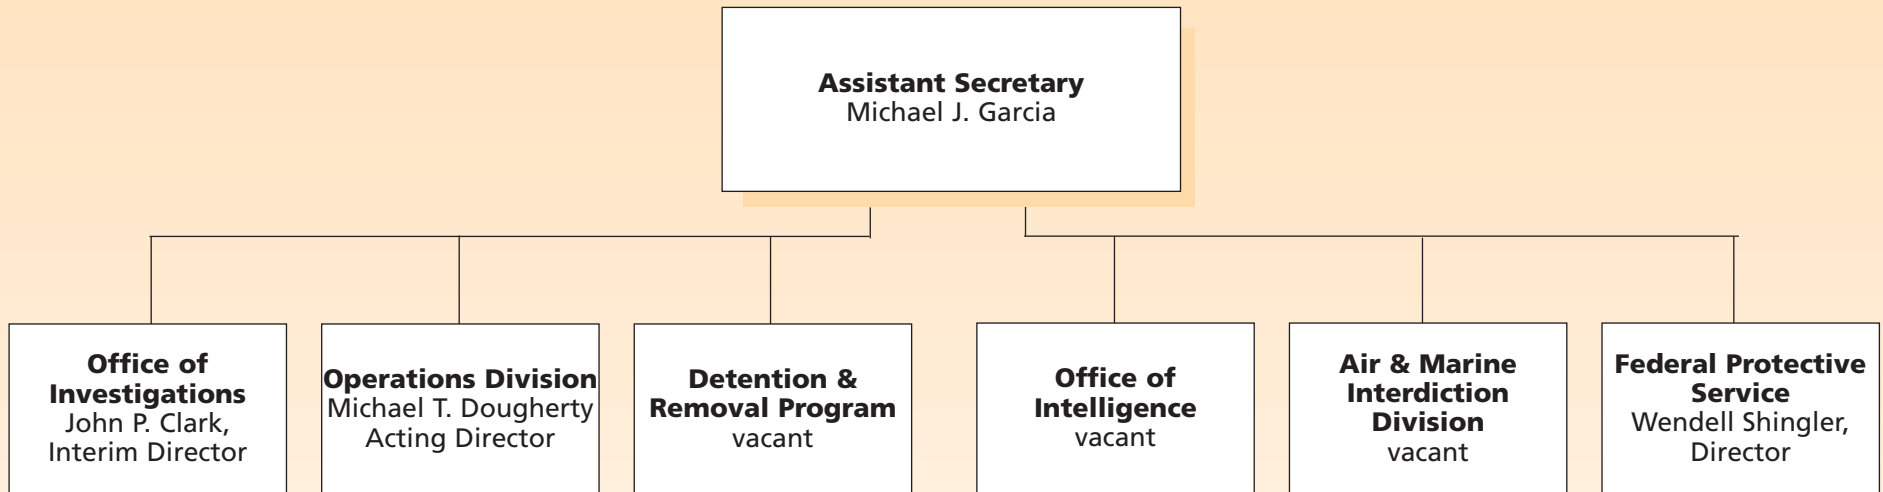 Assistant Secretary
Michael J. Garcia
Office of
Investigations
John P. Clark,
Interim Director
Operations Division
Michael T. Dougherty
Acting Director
Detention &
Removal Program
vacant
Office of
Intelligence
vacant
Air & Marine
Interdiction
Division
vacant
Federal Protective
Service
Wendell Shingler,
Director